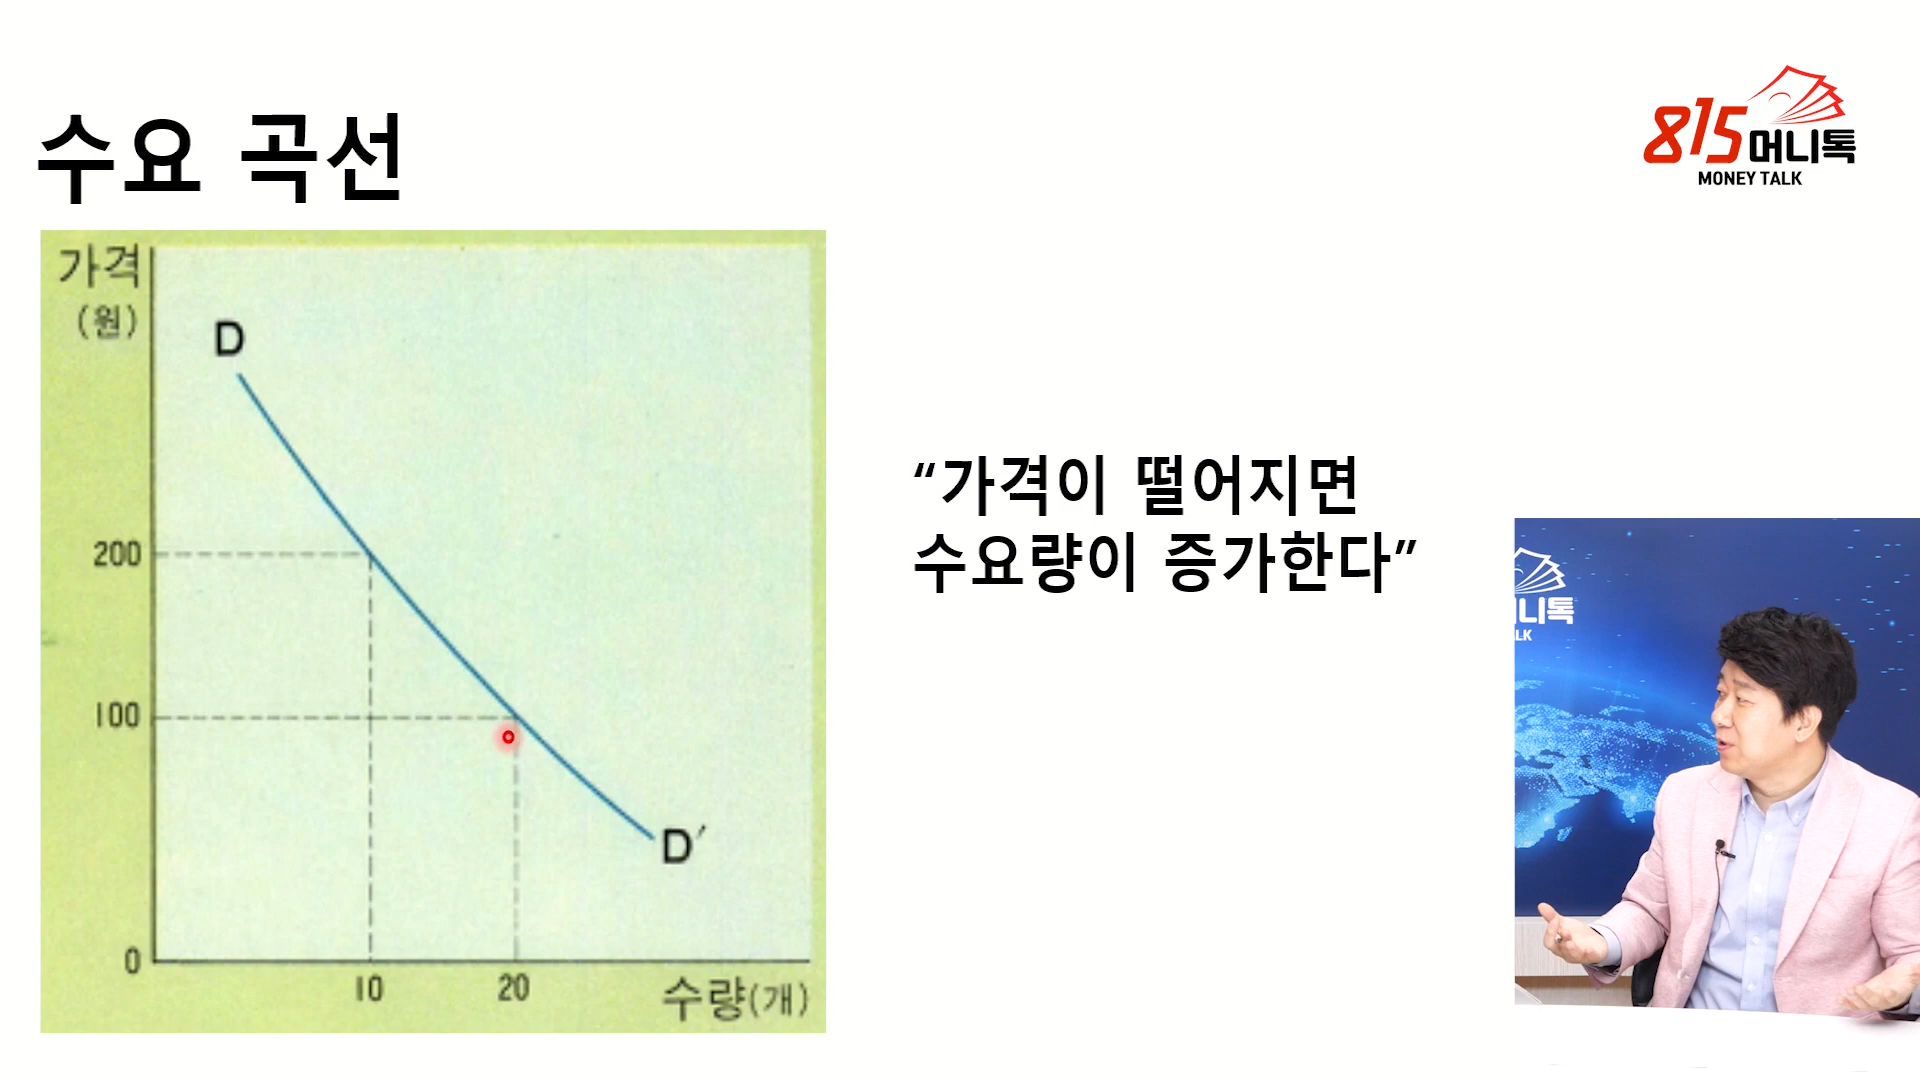 수요 곡선
815머니톡
MONEY TALK
가격
(원)
D
200
100
0
10
20
수량(개)
D′
“가격이 떨어지면
수요량이 증가한다”
머니톡
ALK